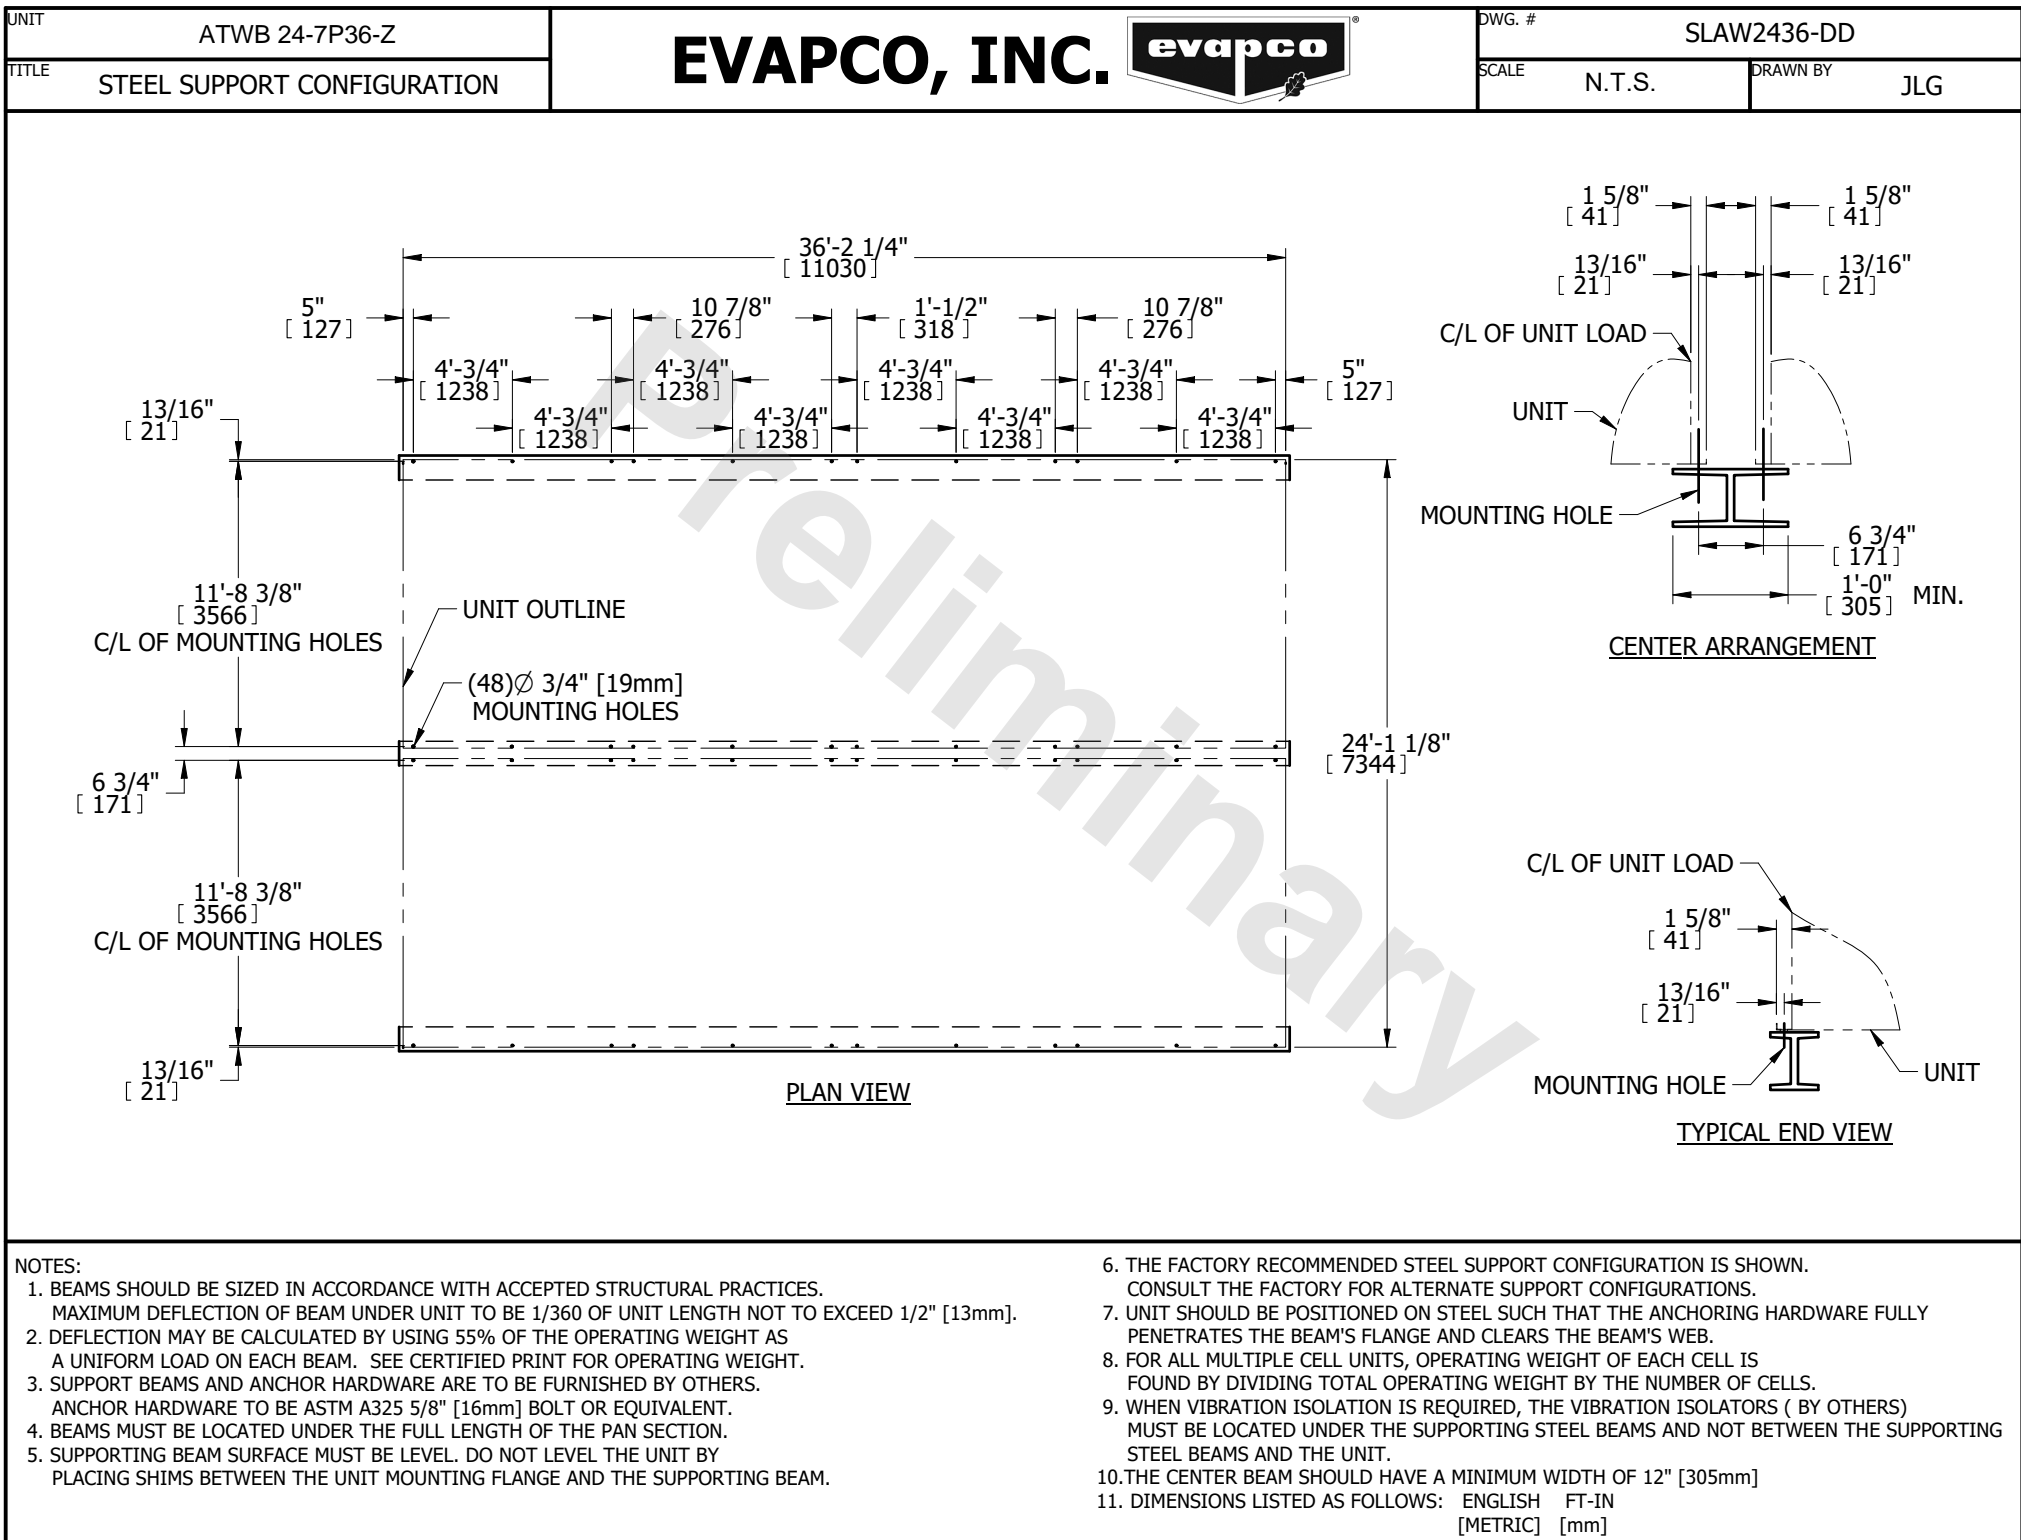 UNIT
ATWB 24-7P36-Z
TITLE
STEEL SUPPORT CONFIGURATION
EVAPCO, INC.
evapco®
DWG. #
SLAW2436-DD
SCALE
N.T.S.
DRAWN BY
JLG
36'-2 1/4"
[ 11030]
5"
[ 127]
10 7/8"
[ 276]
1'-1/2"
[ 318]
10 7/8"
[ 276]
4'-3/4"
[ 1238]
4'-3/4"
[ 1238]
4'-3/4"
[ 1238]
4'-3/4"
[ 1238]
5"
[ 127]
4'-3/4"
[ 1238]
4'-3/4"
[ 1238]
4'-3/4"
[ 1238]
4'-3/4"
[ 1238]
13/16"
[ 21]
11'-8 3/8"
[ 3566]
C/L OF MOUNTING HOLES
UNIT OUTLINE
(48)Ø 3/4" [19mm]
MOUNTING HOLES
6 3/4"
[ 171]
24'-1 1/8"
[ 7344]
11'-8 3/8"
[ 3566]
C/L OF MOUNTING HOLES
13/16"
[ 21]
PLAN VIEW
Preliminary
1 5/8"
[ 41]
1 5/8"
[ 41]
13/16"
[ 21]
13/16"
[ 21]
C/L OF UNIT LOAD
UNIT
MOUNTING HOLE
6 3/4"
[ 171]
1'-0"
[ 305]
MIN.
CENTER ARRANGEMENT
C/L OF UNIT LOAD
1 5/8"
[ 41]
13/16"
[ 21]
MOUNTING HOLE
UNIT
TYPICAL END VIEW
NOTES:
1. BEAMS SHOULD BE SIZED IN ACCORDANCE WITH ACCEPTED STRUCTURAL PRACTICES.
MAXIMUM DEFLECTION OF BEAM UNDER UNIT TO BE 1/360 OF UNIT LENGTH NOT TO EXCEED 1/2" [13mm].
2. DEFLECTION MAY BE CALCULATED BY USING 55% OF THE OPERATING WEIGHT AS
A UNIFORM LOAD ON EACH BEAM. SEE CERTIFIED PRINT FOR OPERATING WEIGHT.
3. SUPPORT BEAMS AND ANCHOR HARDWARE ARE TO BE FURNISHED BY OTHERS.
ANCHOR HARDWARE TO BE ASTM A325 5/8" [16mm] BOLT OR EQUIVALENT.
4. BEAMS MUST BE LOCATED UNDER THE FULL LENGTH OF THE PAN SECTION.
5. SUPPORTING BEAM SURFACE MUST BE LEVEL. DO NOT LEVEL THE UNIT BY
PLACING SHIMS BETWEEN THE UNIT MOUNTING FLANGE AND THE SUPPORTING BEAM.
6. THE FACTORY RECOMMENDED STEEL SUPPORT CONFIGURATION IS SHOWN.
CONSULT THE FACTORY FOR ALTERNATE SUPPORT CONFIGURATIONS.
7. UNIT SHOULD BE POSITIONED ON STEEL SUCH THAT THE ANCHORING HARDWARE FULLY
PENETRATES THE BEAM'S FLANGE AND CLEARS THE BEAM'S WEB.
8. FOR ALL MULTIPLE CELL UNITS, OPERATING WEIGHT OF EACH CELL IS
FOUND BY DIVIDING TOTAL OPERATING WEIGHT BY THE NUMBER OF CELLS.
9. WHEN VIBRATION ISOLATION IS REQUIRED, THE VIBRATION ISOLATORS ( BY OTHERS)
MUST BE LOCATED UNDER THE SUPPORTING STEEL BEAMS AND NOT BETWEEN THE SUPPORTING
STEEL BEAMS AND THE UNIT.
10.THE CENTER BEAM SHOULD HAVE A MINIMUM WIDTH OF 12" [305mm]
11. DIMENSIONS LISTED AS FOLLOWS: ENGLISH FT-IN
[METRIC] [mm]